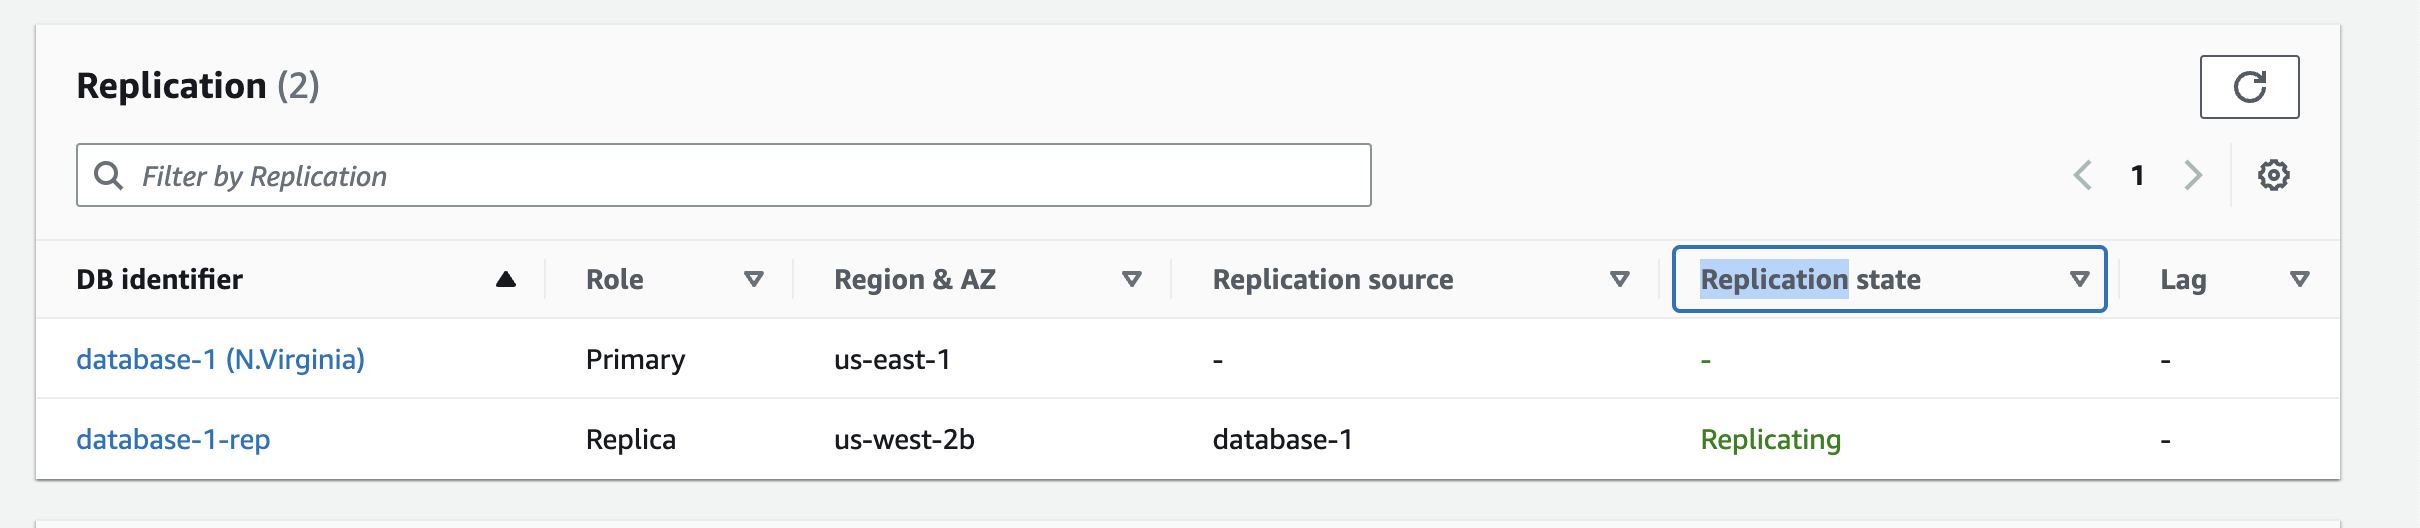 Replication (2)
Filter by Replication
1
DB identifier Role Region & AZ Replication source Replication state Lag
database-1 (N.Virginia) Primary us-east-1 - - -
database-1-rep Replica us-west-2b database-1 Replicating -